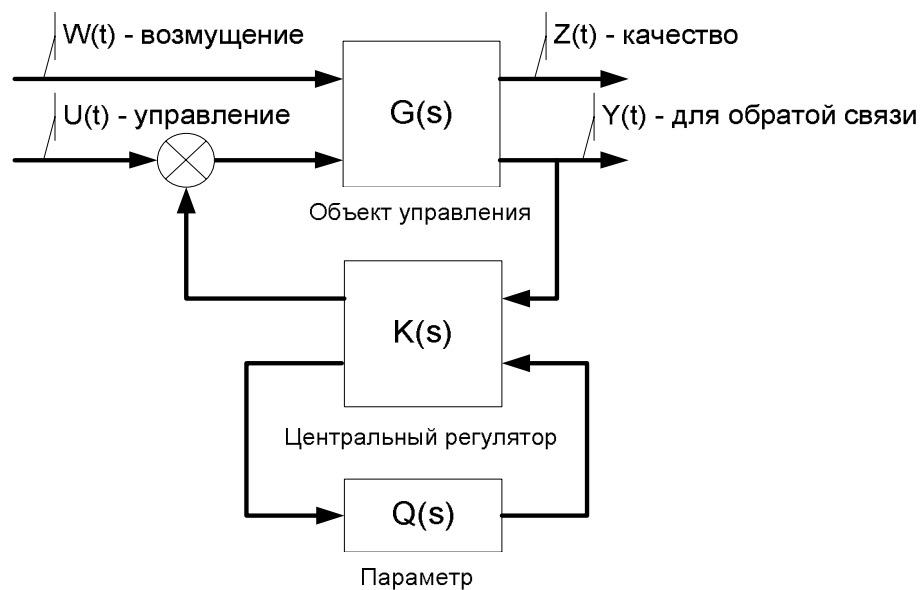 W(t) - возмущение
Z(t) - качество
G(s)
U(t) - управление
Y(t) - для обратой связи
Объект управления
K(s)
Центральный регулятор
Q(s)
Параметр